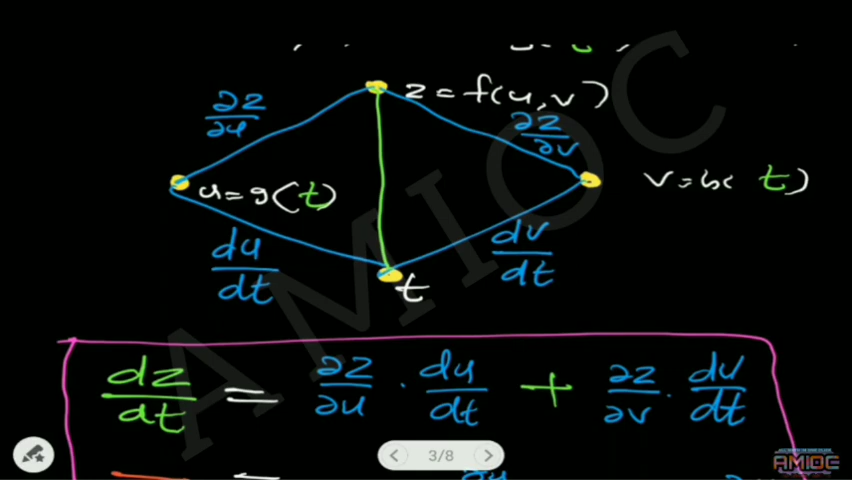 z = f(u, v)
∂z/∂u
∂z/∂v
u = g(t)
v = h( t)
du/dt
dv/dt
t
dz/dt = ∂z/∂u · du/dt + ∂z/∂v · dv/dt
=
3/8
AMIOC
AMIOC